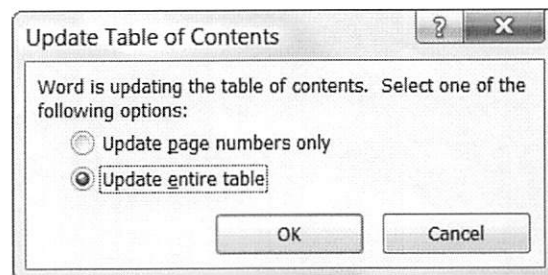 Update Table of Contents
?
X
Word is updating the table of contents. Select one of the
following options:
Update page numbers only
Update entire table
OK
Cancel